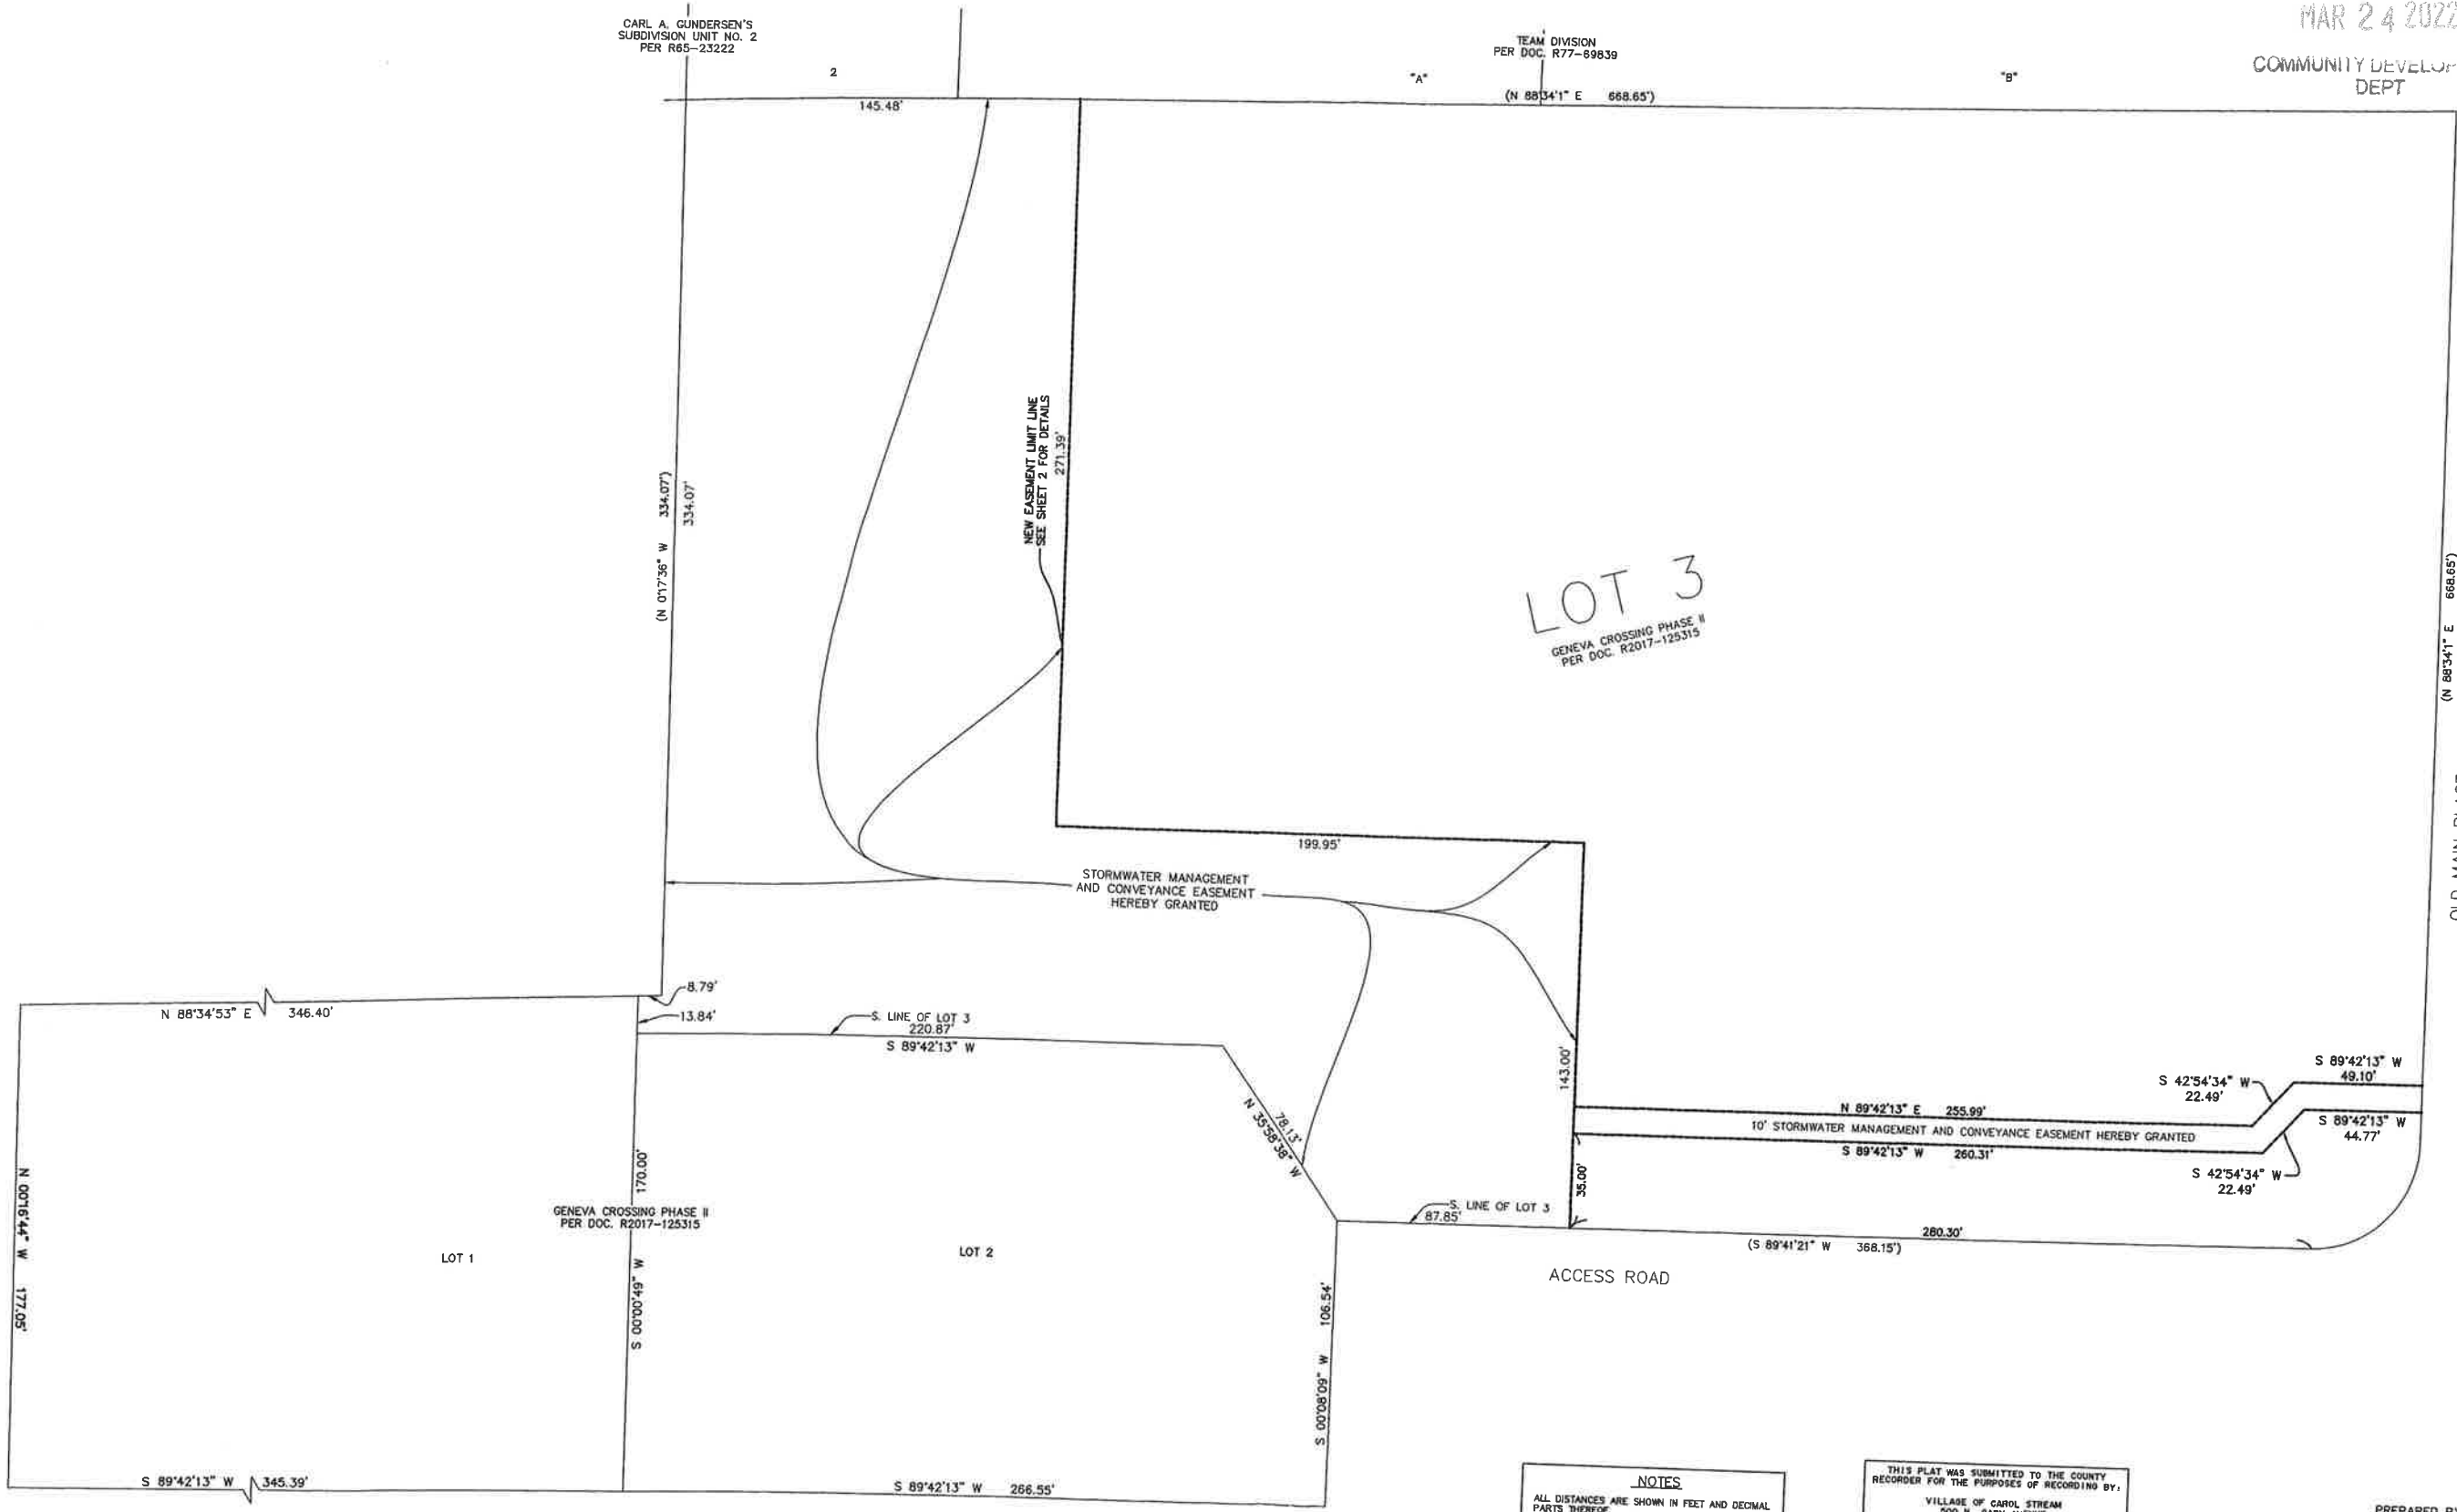 MAR 24 2022
COMMUNITY DEVELOP
DEPT
CARL A. GUNDERSEN'S
SUBDIVISION UNIT NO. 2
PER R65-23222
TEAM DIVISION
PER DOC. R77-69839
2
"A"
"B"
145.48'
(N 88°34'1" E 668.65')
NEW EASEMENT LIMIT LINE
SEE SHEET 2 FOR DETAILS
271.39'
(N 0°17'36" W 334.07')
334.07'
LOT 3
GENEVA CROSSING PHASE II
PER DOC. R2017-125315
(N 88°34'1" E 668.65')
OLD MAIN PLACE
199.95'
STORMWATER MANAGEMENT
AND CONVEYANCE EASEMENT
HEREBY GRANTED
8.79'
N 88°34'53" E 346.40'
13.84'
S. LINE OF LOT 3
220.87'
S 89°42'13" W
143.00'
S 89°42'13" W
49.10'
S 42°54'34" W
22.49'
78.13'
N 35°58'38" W
N 89°42'13" E 255.99'
10' STORMWATER MANAGEMENT AND CONVEYANCE EASEMENT HEREBY GRANTED
S 89°42'13" W 260.31'
S 89°42'13" W
44.77'
S 42°54'34" W
22.49'
35.00'
170.00'
S 00°00'49" W
N 00°16'44" W 177.05'
GENEVA CROSSING PHASE II
PER DOC. R2017-125315
S. LINE OF LOT 3
87.85'
280.30'
(S 89°41'21" W 368.15')
LOT 1
LOT 2
ACCESS ROAD
S 00°08'09" W 106.54'
S 89°42'13" W 345.39'
S 89°42'13" W 266.55'
NOTES
ALL DISTANCES ARE SHOWN IN FEET AND DECIMAL
PARTS THEREOF
THIS PLAT WAS SUBMITTED TO THE COUNTY
RECORDER FOR THE PURPOSES OF RECORDING BY:
VILLAGE OF CAROL STREAM
PREPARED BY